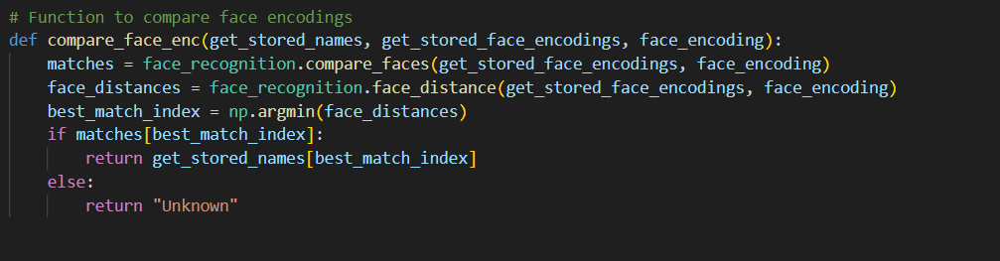 # Function to compare face encodings
def compare_face_enc(get_stored_names, get_stored_face_encodings, face_encoding):
    matches = face_recognition.compare_faces(get_stored_face_encodings, face_encoding)
    face_distances = face_recognition.face_distance(get_stored_face_encodings, face_encoding)
    best_match_index = np.argmin(face_distances)
    if matches[best_match_index]:
        return get_stored_names[best_match_index]
    else:
        return "Unknown"